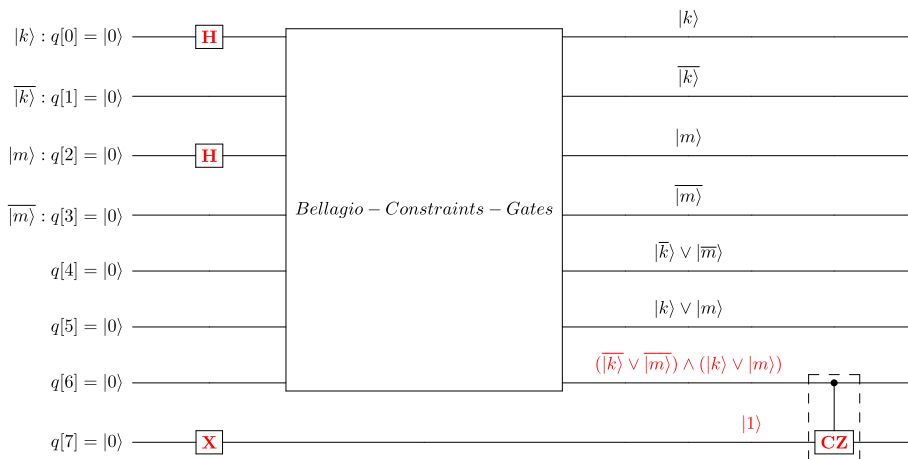 |k⟩ : q[0] = |0⟩ H |k⟩
|k⟩̅ : q[1] = |0⟩ |k⟩̅
|m⟩ : q[2] = |0⟩ H |m⟩
|m⟩̅ : q[3] = |0⟩ |m⟩̅
Bellagio − Constraints − Gates
q[4] = |0⟩ |k̅⟩ ∨ |m̅⟩
q[5] = |0⟩ |k⟩ ∨ |m⟩
q[6] = |0⟩ (|k⟩̅ ∨ |m⟩̅) ∧ (|k⟩ ∨ |m⟩)
q[7] = |0⟩ X |1⟩ CZ